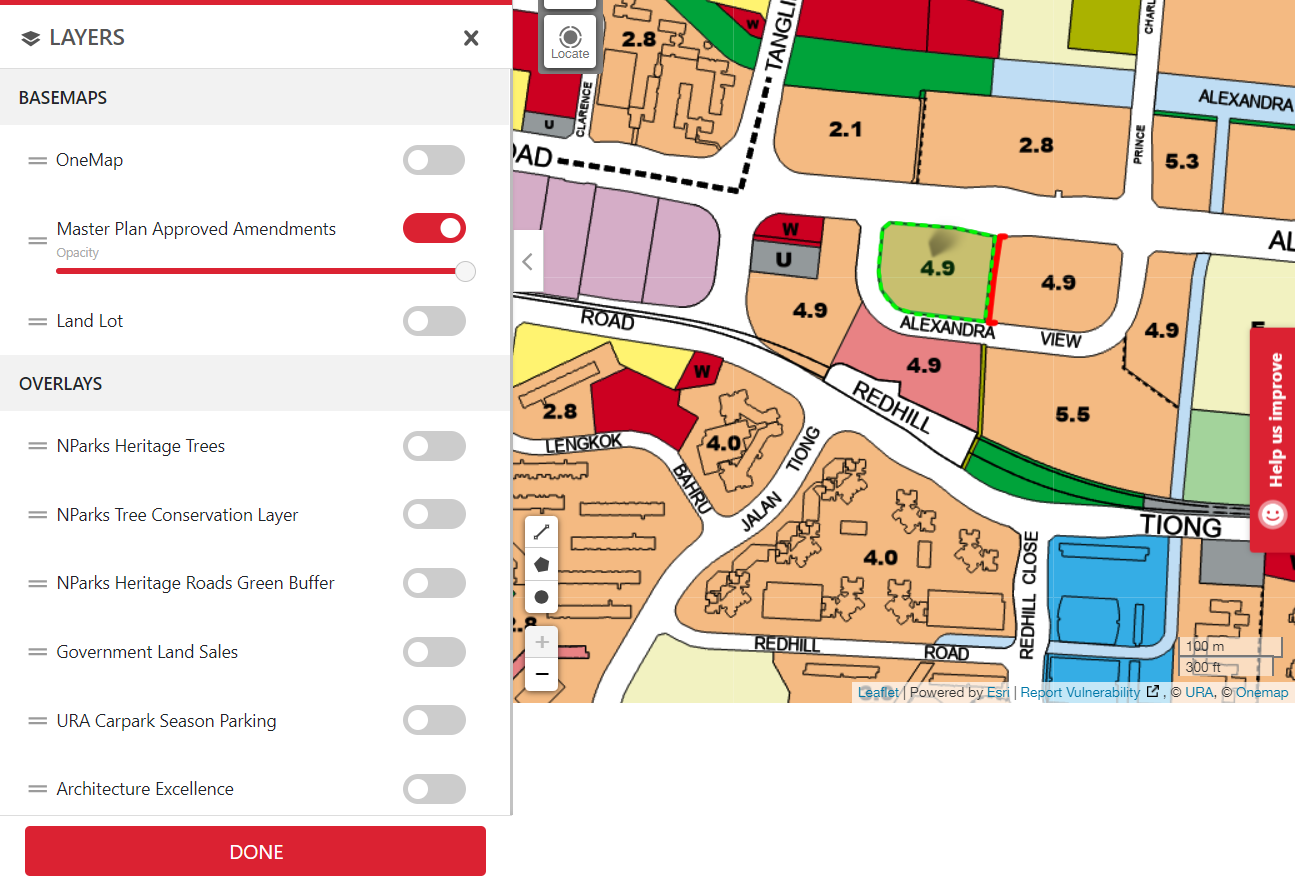 LAYERS
BASEMAPS
OneMap
Master Plan Approved Amendments
Opacity
Land Lot
OVERLAYS
NParks Heritage Trees
NParks Tree Conservation Layer
NParks Heritage Roads Green Buffer
Government Land Sales
URA Carpark Season Parking
Architecture Excellence
DONE
Locate
2.8
W
TANGLI
CHARL
U
CLARENCE
ALEXANDRA
2.1
2.8
PRINCE
5.3
OAD
W
U
4.9
AL
4.9
4.9
4.9
ROAD
ALEXANDRA
VIEW
4.9
W
4.9
REDHILL
5.5
2.8
LENGKOK
4.0
BAHRU
TIONG
JALAN
TIONG
4.0
REDHILL CLOSE
REDHILL
ROAD
Help us improve
+
−
100 m
300 ft
Leaflet | Powered by Esri | Report Vulnerability , © URA, © Onemap